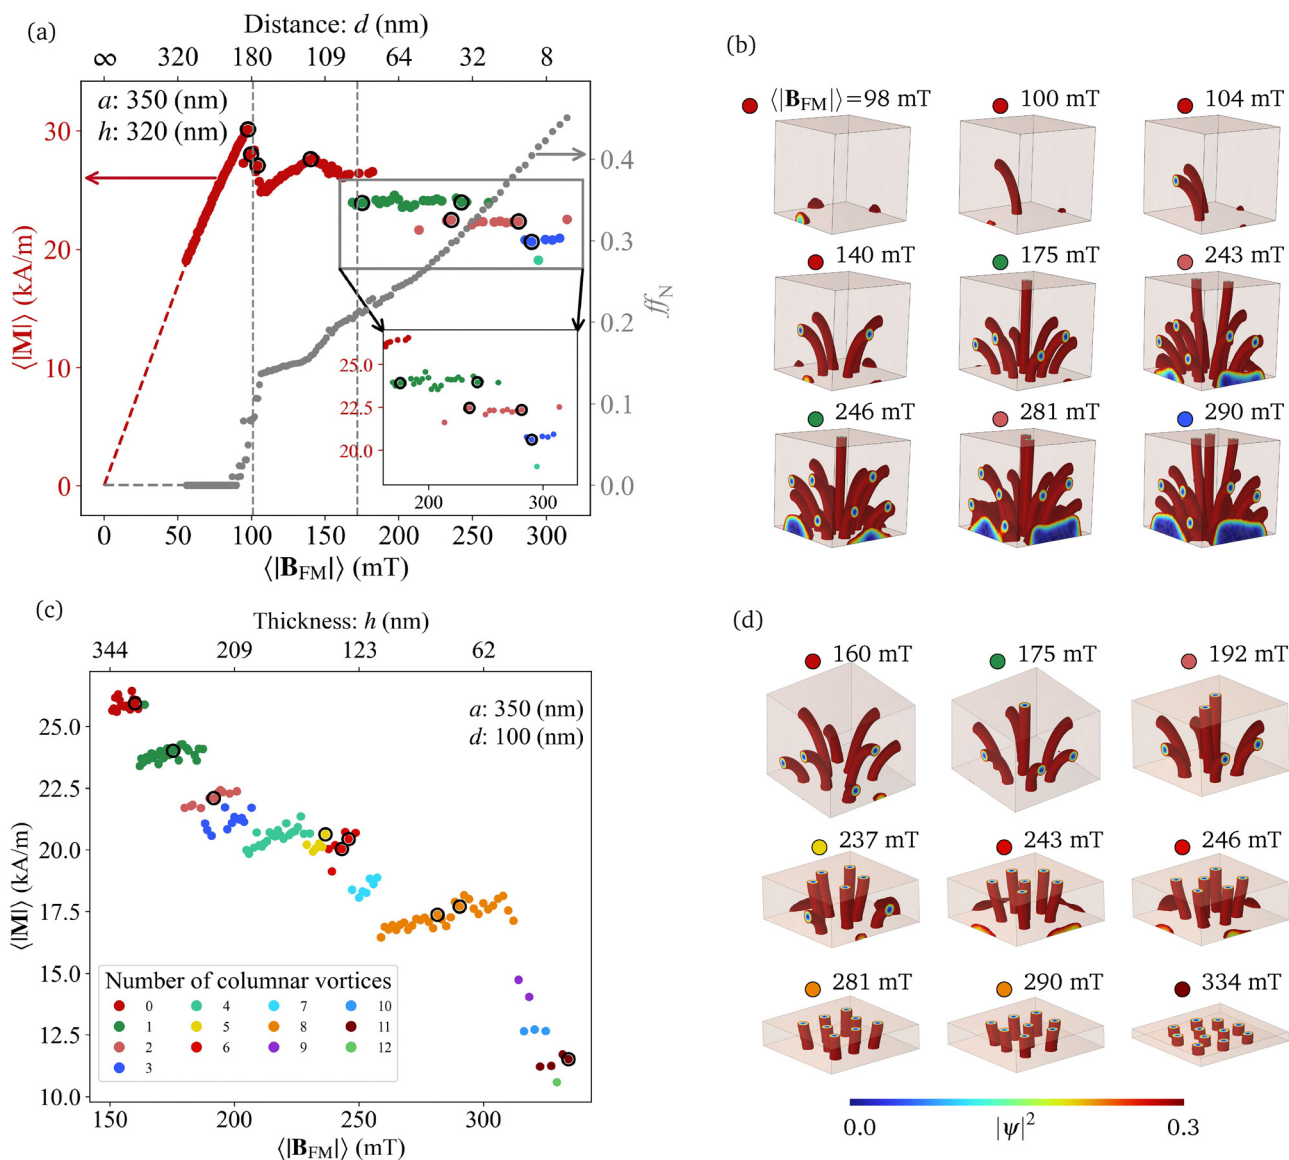 (a)
Distance: d (nm)
∞ 320 180 109 64 32 8
a: 350 (nm)
h: 320 (nm)
30
20
10
0
⟨|M|⟩ (kA/m)
0.4
0.3
0.2
0.1
0.0
ff_N
25.0
22.5
20.0
200 300
0 50 100 150 200 250 300
⟨|B_FM|⟩ (mT)
(b)
⟨|B_FM|⟩=98 mT 100 mT 104 mT
140 mT 175 mT 243 mT
246 mT 281 mT 290 mT
(c)
Thickness: h (nm)
344 209 123 62
a: 350 (nm)
d: 100 (nm)
25.0
22.5
20.0
17.5
15.0
12.5
10.0
⟨|M|⟩ (kA/m)
Number of columnar vortices
0 4 7 10
1 5 8 11
2 6 9 12
3
150 200 250 300
⟨|B_FM|⟩ (mT)
(d)
160 mT 175 mT 192 mT
237 mT 243 mT 246 mT
281 mT 290 mT 334 mT
0.0 |ψ|² 0.3